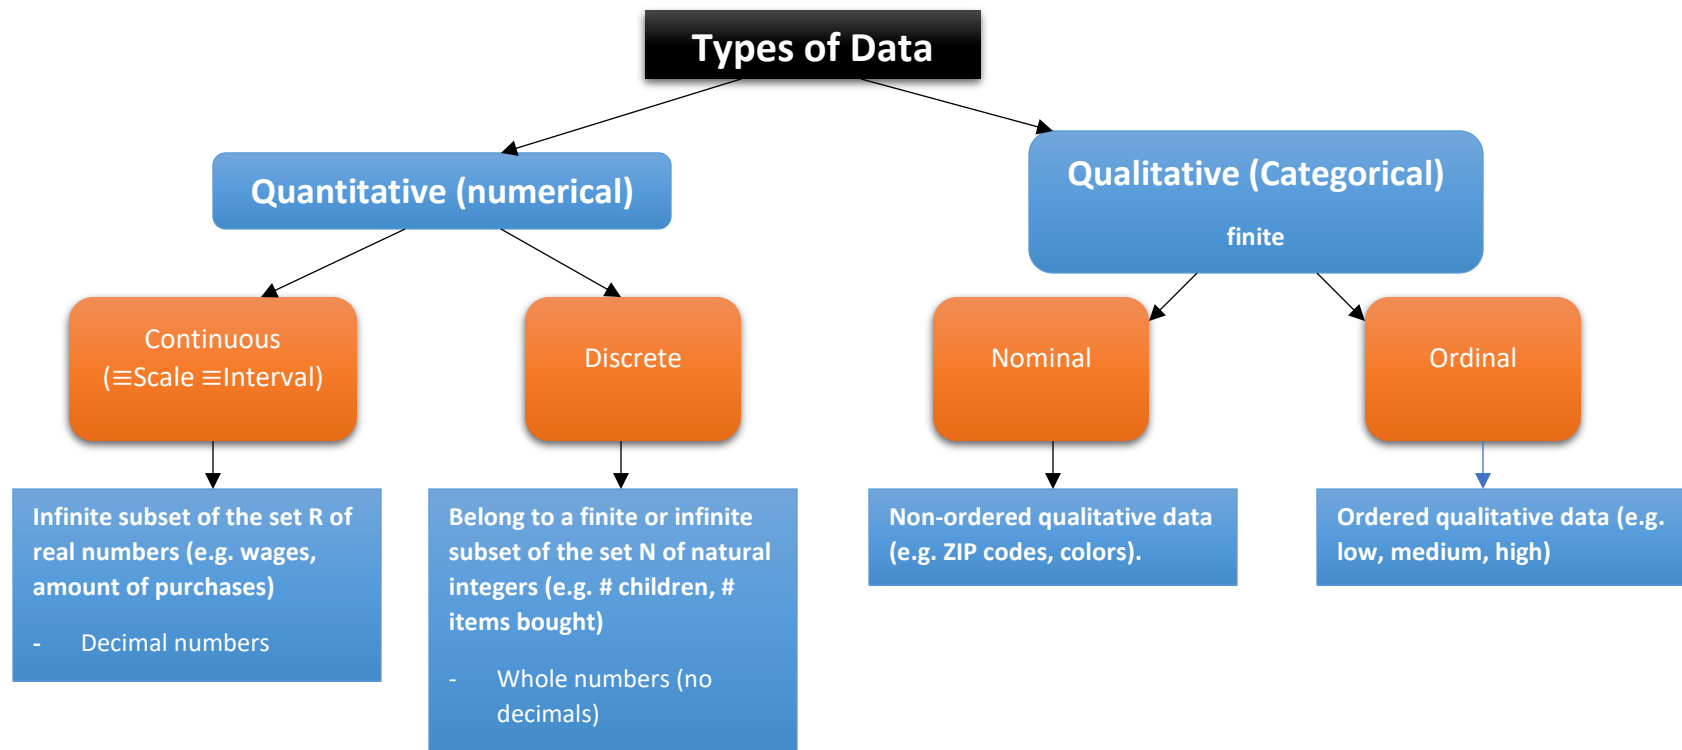 Types of Data
Quantitative (numerical)
Qualitative (Categorical)
finite
Continuous
(≡Scale ≡Interval)
Discrete
Nominal
Ordinal
Infinite subset of the set R of
real numbers (e.g. wages,
amount of purchases)
- Decimal numbers
Belong to a finite or infinite
subset of the set N of natural
integers (e.g. # children, #
items bought)
- Whole numbers (no
decimals)
Non-ordered qualitative data
(e.g. ZIP codes, colors).
Ordered qualitative data (e.g.
low, medium, high)